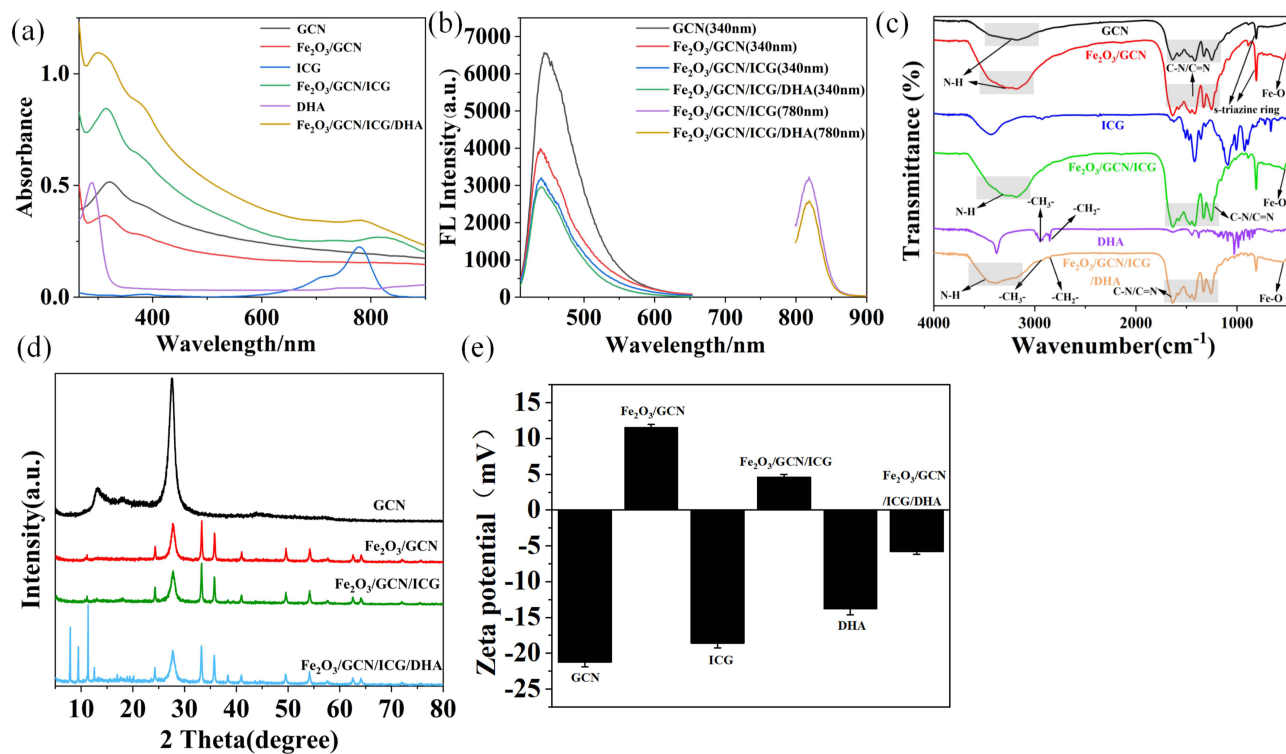 (a)
GCN
Fe₂O₃/GCN
ICG
Fe₂O₃/GCN/ICG
DHA
Fe₂O₃/GCN/ICG/DHA
Absorbance
1.0
0.5
0.0
400
600
800
Wavelength/nm
(b)
GCN(340nm)
Fe₂O₃/GCN(340nm)
Fe₂O₃/GCN/ICG(340nm)
Fe₂O₃/GCN/ICG/DHA(340nm)
Fe₂O₃/GCN/ICG(780nm)
Fe₂O₃/GCN/ICG/DHA(780nm)
FL Intensity(a.u.)
8000
7000
6000
5000
4000
3000
2000
1000
0
500
600
700
800
900
Wavelength/nm
(c)
GCN
Fe₂O₃/GCN
C-N/C=N
N-H
Fe-O
s-triazine ring
ICG
Fe₂O₃/GCN/ICG
-CH₃-
-CH₂-
N-H
C-N/C=N
Fe-O
DHA
Fe₂O₃/GCN/ICG
/DHA
C-N/C=N
N-H
-CH₃-
-CH₂-
Fe-O
Transmittance (%)
4000
3000
2000
1000
Wavenumber(cm⁻¹)
(d)
GCN
Fe₂O₃/GCN
Fe₂O₃/GCN/ICG
Fe₂O₃/GCN/ICG/DHA
Intensity(a.u.)
10
20
30
40
50
60
70
80
2 Theta(degree)
(e)
Zeta potential（mV）
15
10
5
0
-5
-10
-15
-20
-25
Fe₂O₃/GCN
Fe₂O₃/GCN/ICG
Fe₂O₃/GCN
/ICG/DHA
GCN
ICG
DHA